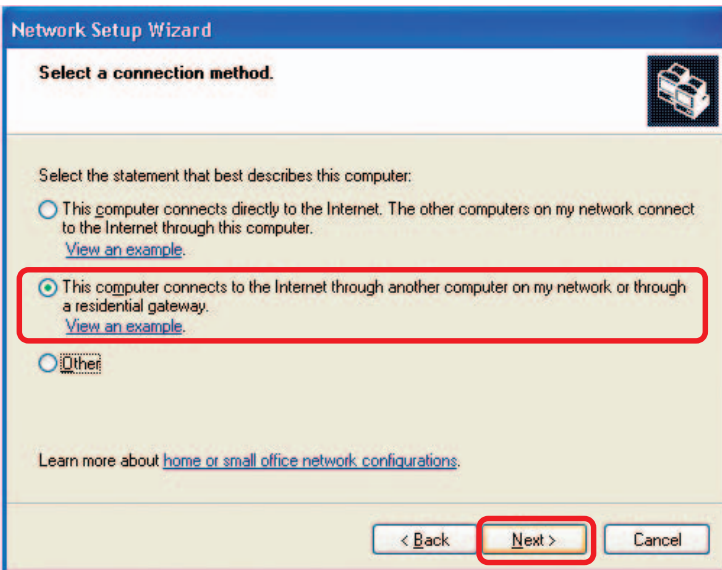 Network Setup Wizard
Select a connection method.
Select the statement that best describes this computer:
This computer connects directly to the Internet. The other computers on my network connect
to the Internet through this computer.
View an example.
This computer connects to the Internet through another computer on my network or through
a residential gateway.
View an example.
Other
Learn more about home or small office network configurations.
< Back Next > Cancel